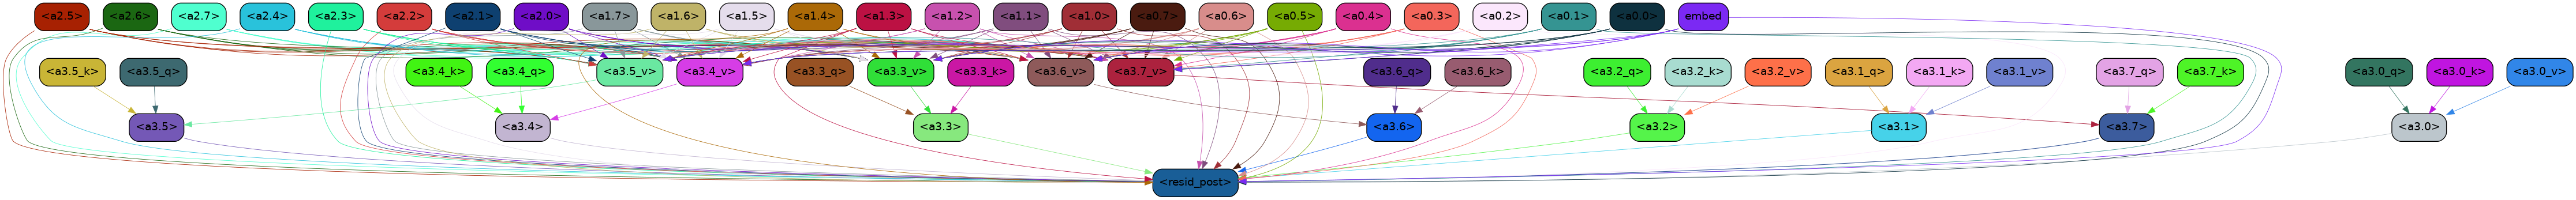 <a2.5> <a2.6> <a2.7> <a2.4> <a2.3> <a2.2> <a2.1> <a2.0> <a1.7> <a1.6> <a1.5> <a1.4> <a1.3> <a1.2> <a1.1> <a1.0> <a0.7> <a0.6> <a0.5> <a0.4> <a0.3> <a0.2> <a0.1> <a0.0> embed
<a3.5_k> <a3.5_q> <a3.4_k> <a3.4_q> <a3.5_v> <a3.4_v> <a3.3_q> <a3.3_v> <a3.3_k> <a3.6_v> <a3.7_v> <a3.6_q> <a3.6_k> <a3.2_q> <a3.2_k> <a3.2_v> <a3.1_q> <a3.1_k> <a3.1_v> <a3.7_q> <a3.7_k> <a3.0_q> <a3.0_k> <a3.0_v>
<a3.5> <a3.4> <a3.3> <a3.6> <a3.2> <a3.1> <a3.7> <a3.0>
<resid_post>